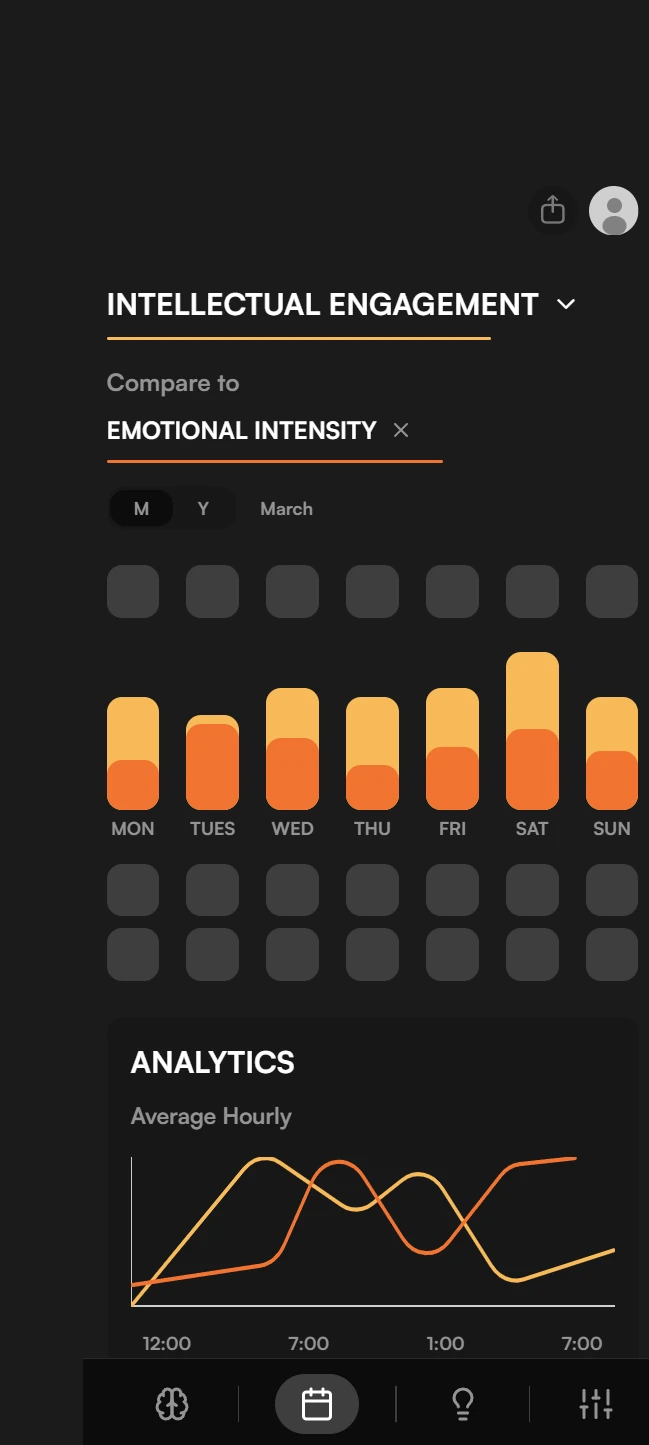 INTELLECTUAL ENGAGEMENT
Compare to
EMOTIONAL INTENSITY
M Y March
MON TUES WED THU FRI SAT SUN
ANALYTICS
Average Hourly
12:00 7:00 1:00 7:00